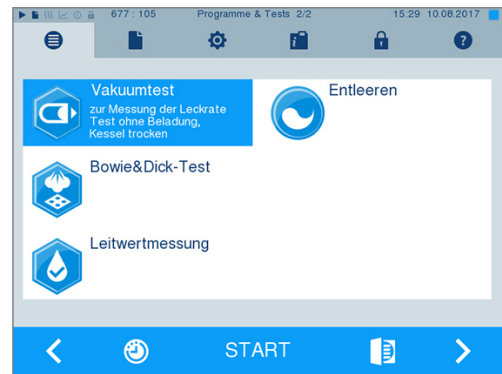 677 : 105 Programme & Tests 2/2 15:29 10.08.2017
Vakuumtest
zur Messung der Leckrate
Test ohne Beladung,
Kessel trocken
Entleeren
Bowie&Dick-Test
Leitwertmessung
START